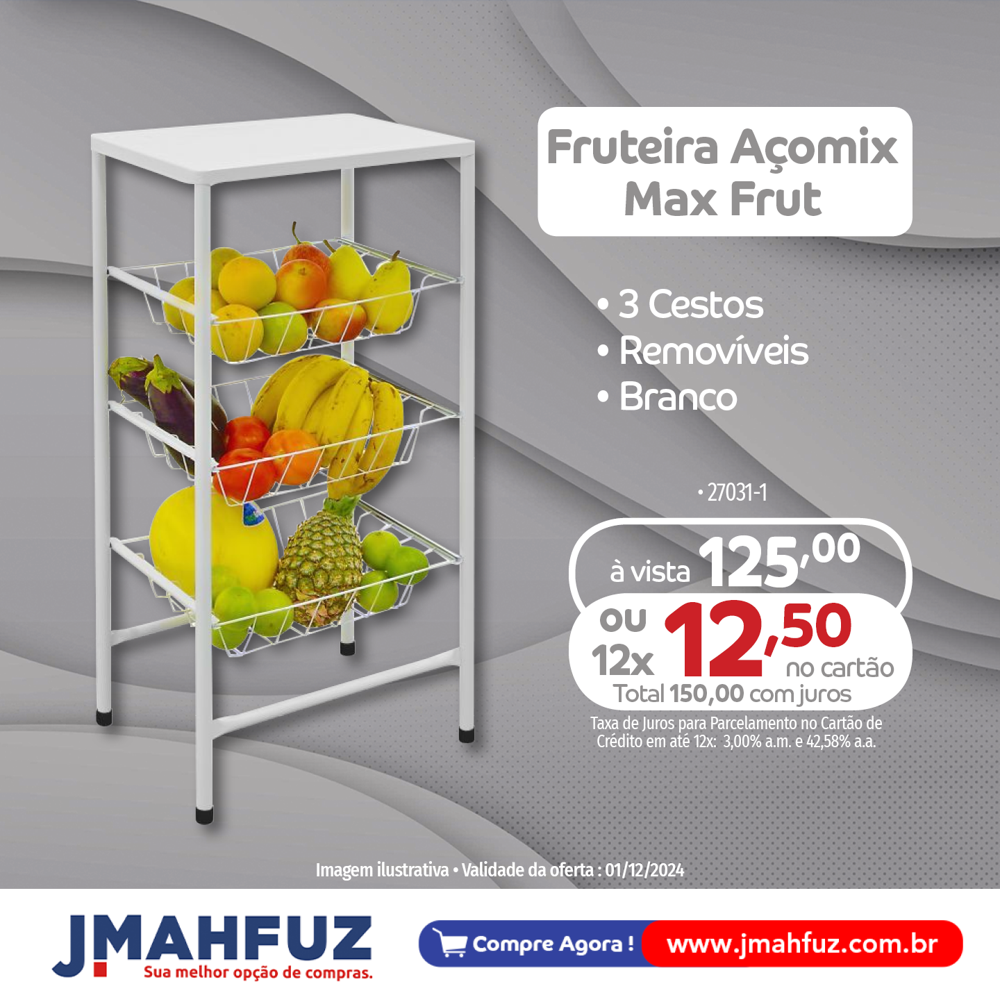 Fruteira Açomix
Max Frut
• 3 Cestos
• Removíveis
• Branco
• 27031-1
à vista 125,00
ou 12x 12,50 no cartão
Total 150,00 com juros
Taxa de Juros para Parcelamento no Cartão de
Crédito em até 12x: 3,00% a.m. e 42,58% a.a.
Imagem ilustrativa • Validade da oferta : 01/12/2024
JMAHFUZ
Sua melhor opção de compras.
Compre Agora !
www.jmahfuz.com.br